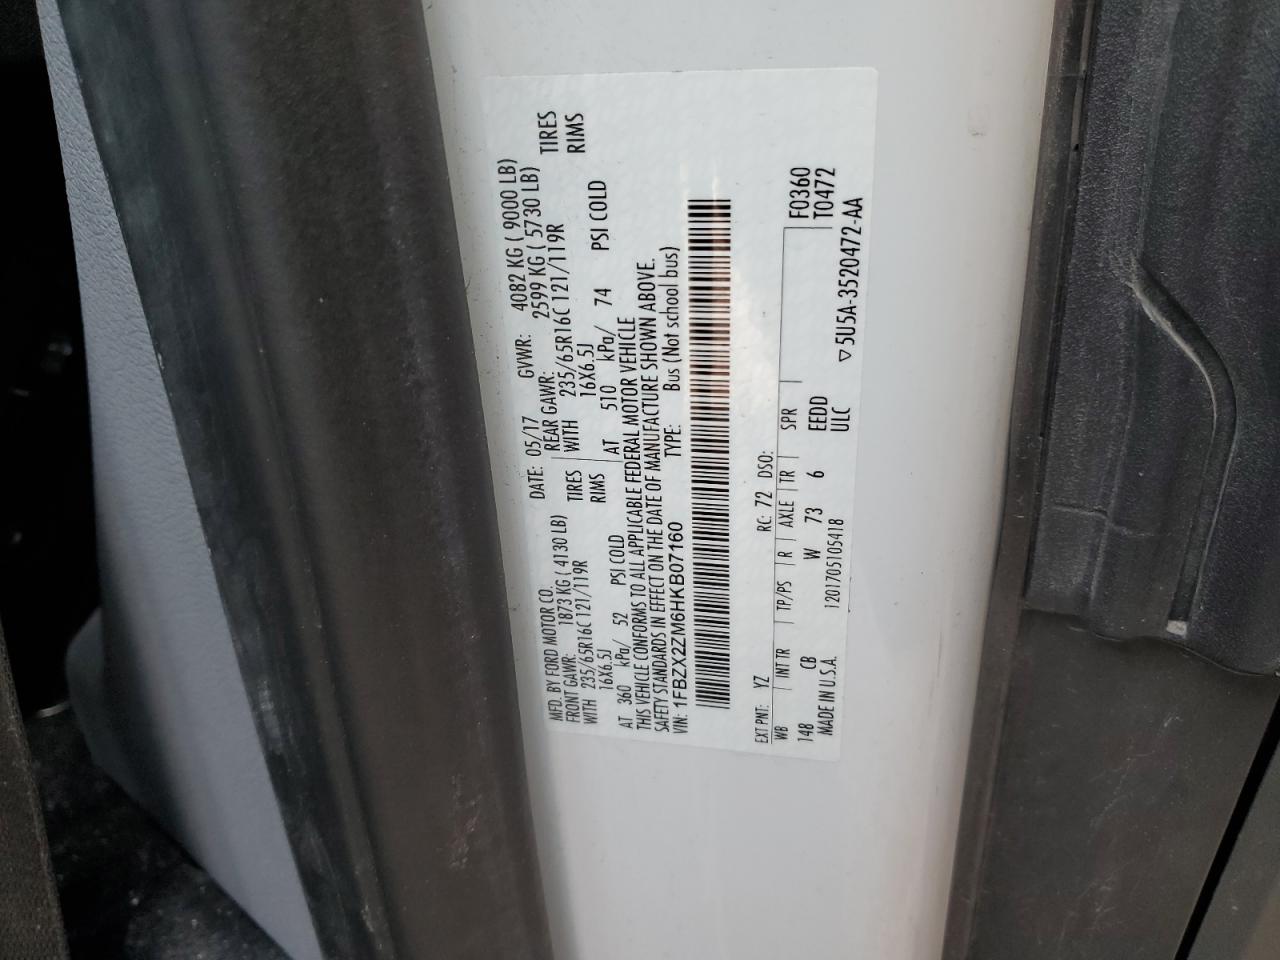 MFD. BY FORD MOTOR CO. DATE: 05/17 GVWR: 4082 KG ( 9000 LB)
FRONT GAWR: 1873 KG ( 4130 LB) REAR GAWR: 2599 KG ( 5730 LB)
WITH 235/65R16C 121/119R TIRES WITH 235/65R16C 121/119R TIRES
16X6.5J RIMS 16X6.5J RIMS
AT 360 kPa/ 52 PSI COLD AT 510 kPa/ 74 PSI COLD
THIS VEHICLE CONFORMS TO ALL APPLICABLE FEDERAL MOTOR VEHICLE
SAFETY STANDARDS IN EFFECT ON THE DATE OF MANUFACTURE SHOWN ABOVE.
VIN: 1FBZX2ZM6HKB07160 TYPE: Bus (Not school bus)
EXT PNT: YZ RC: 72 DSO:
WB INT TR TP/PS R AXLE TR SPR F0360
148 CB W 73 6 EEDD T0472
MADE IN U.S.A. 1201705105418 ULC
▽5U5A-3520472-AA